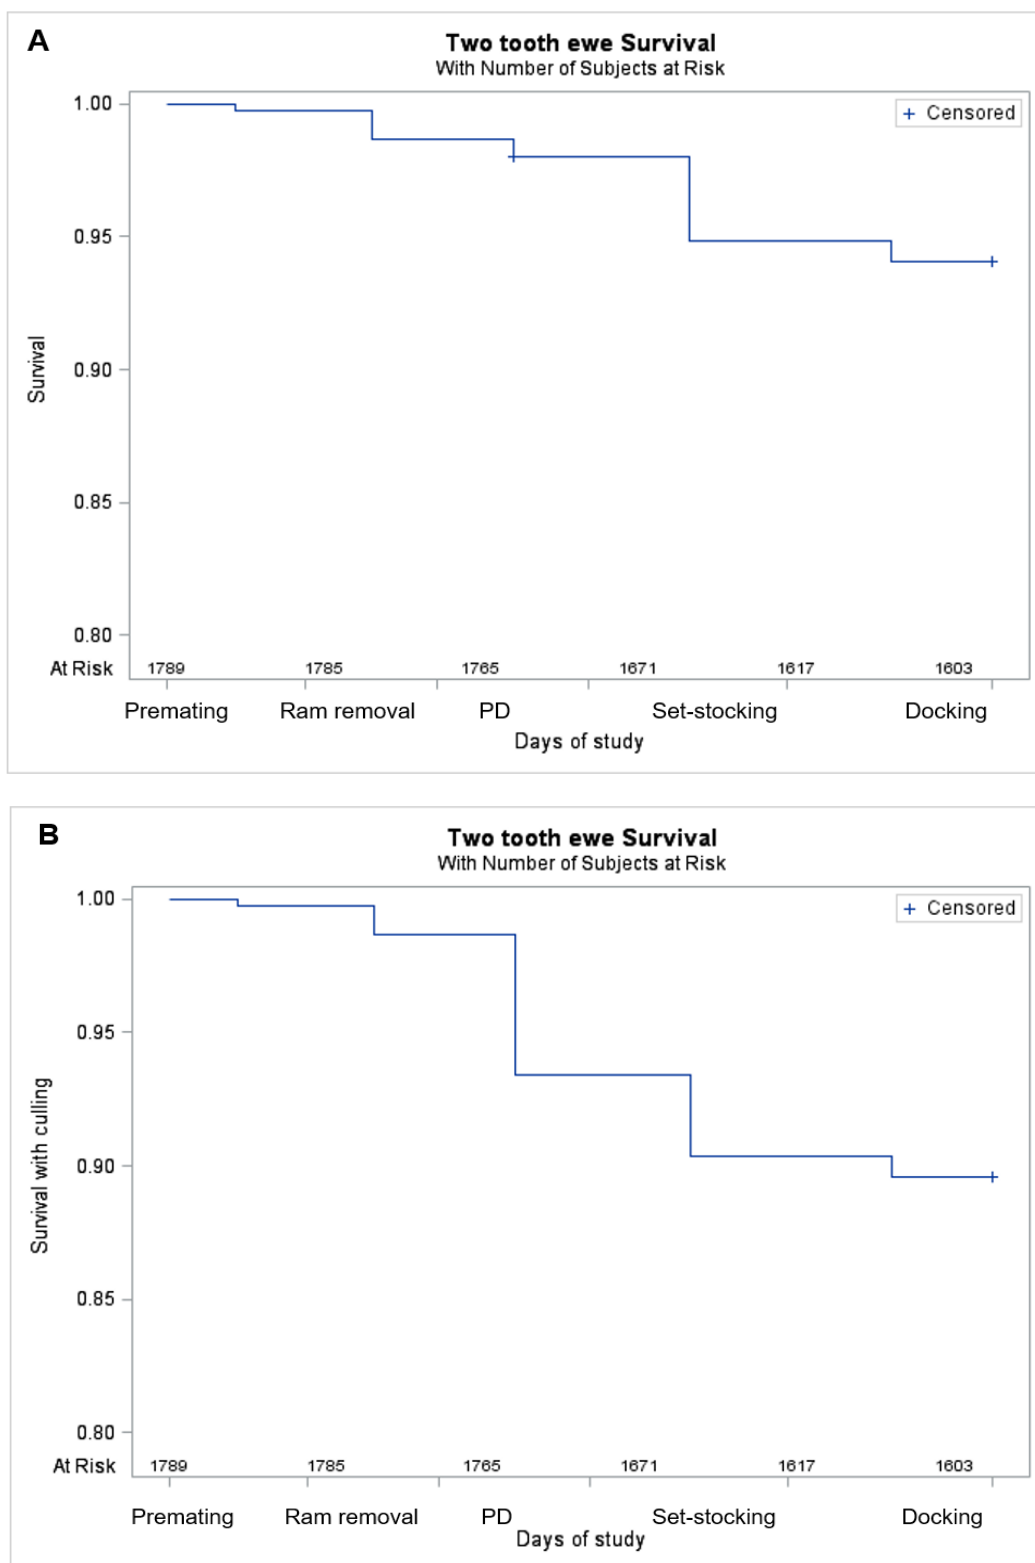 A
Two tooth ewe Survival
With Number of Subjects at Risk
+ Censored
1.00
0.95
0.90
0.85
0.80
Survival
At Risk 1789 1785 1765 1671 1617 1603
Premating Ram removal PD Set-stocking Docking
Days of study
B
Two tooth ewe Survival
With Number of Subjects at Risk
+ Censored
1.00
0.95
0.90
0.85
0.80
Survival with culling
At Risk 1789 1785 1765 1671 1617 1603
Premating Ram removal PD Set-stocking Docking
Days of study